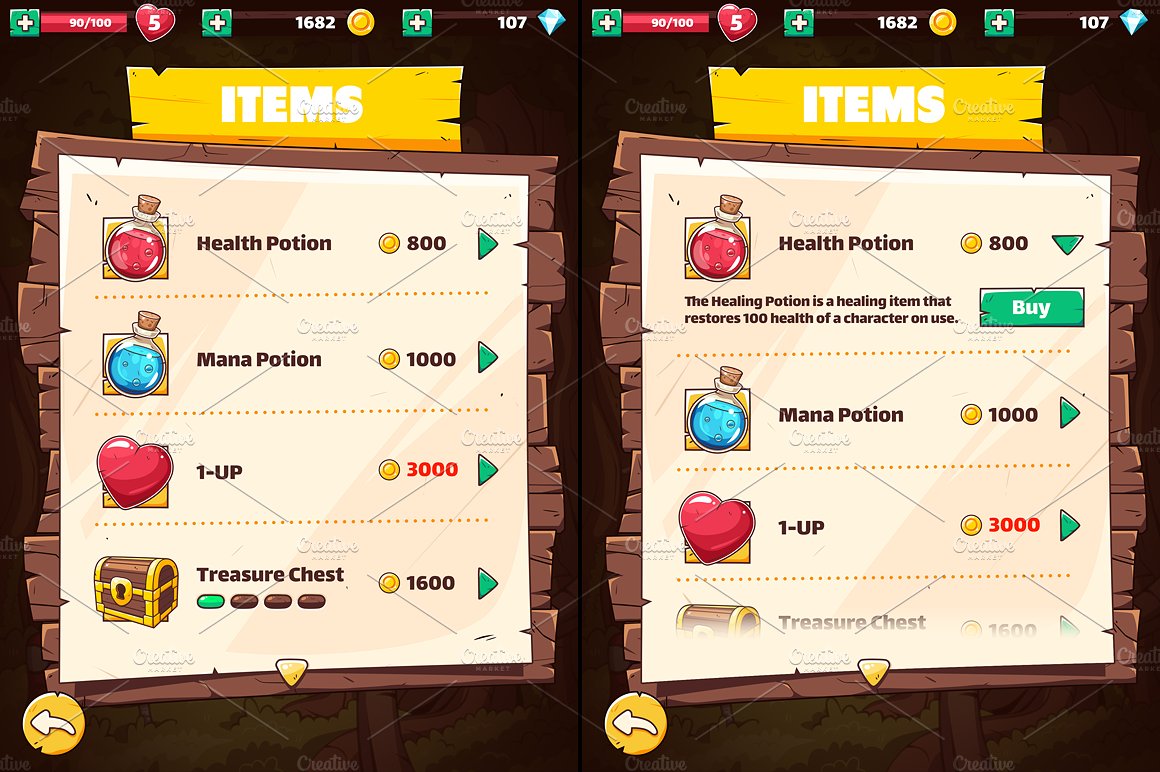 90/100
5
1682
107
ITEMS
Health Potion
800
Mana Potion
1000
1-UP
3000
Treasure Chest
1600
90/100
5
1682
107
ITEMS
Health Potion
800
The Healing Potion is a healing item that
restores 100 health of a character on use.
Buy
Mana Potion
1000
1-UP
3000
Treasure Chest
1600
Creative
MARKET